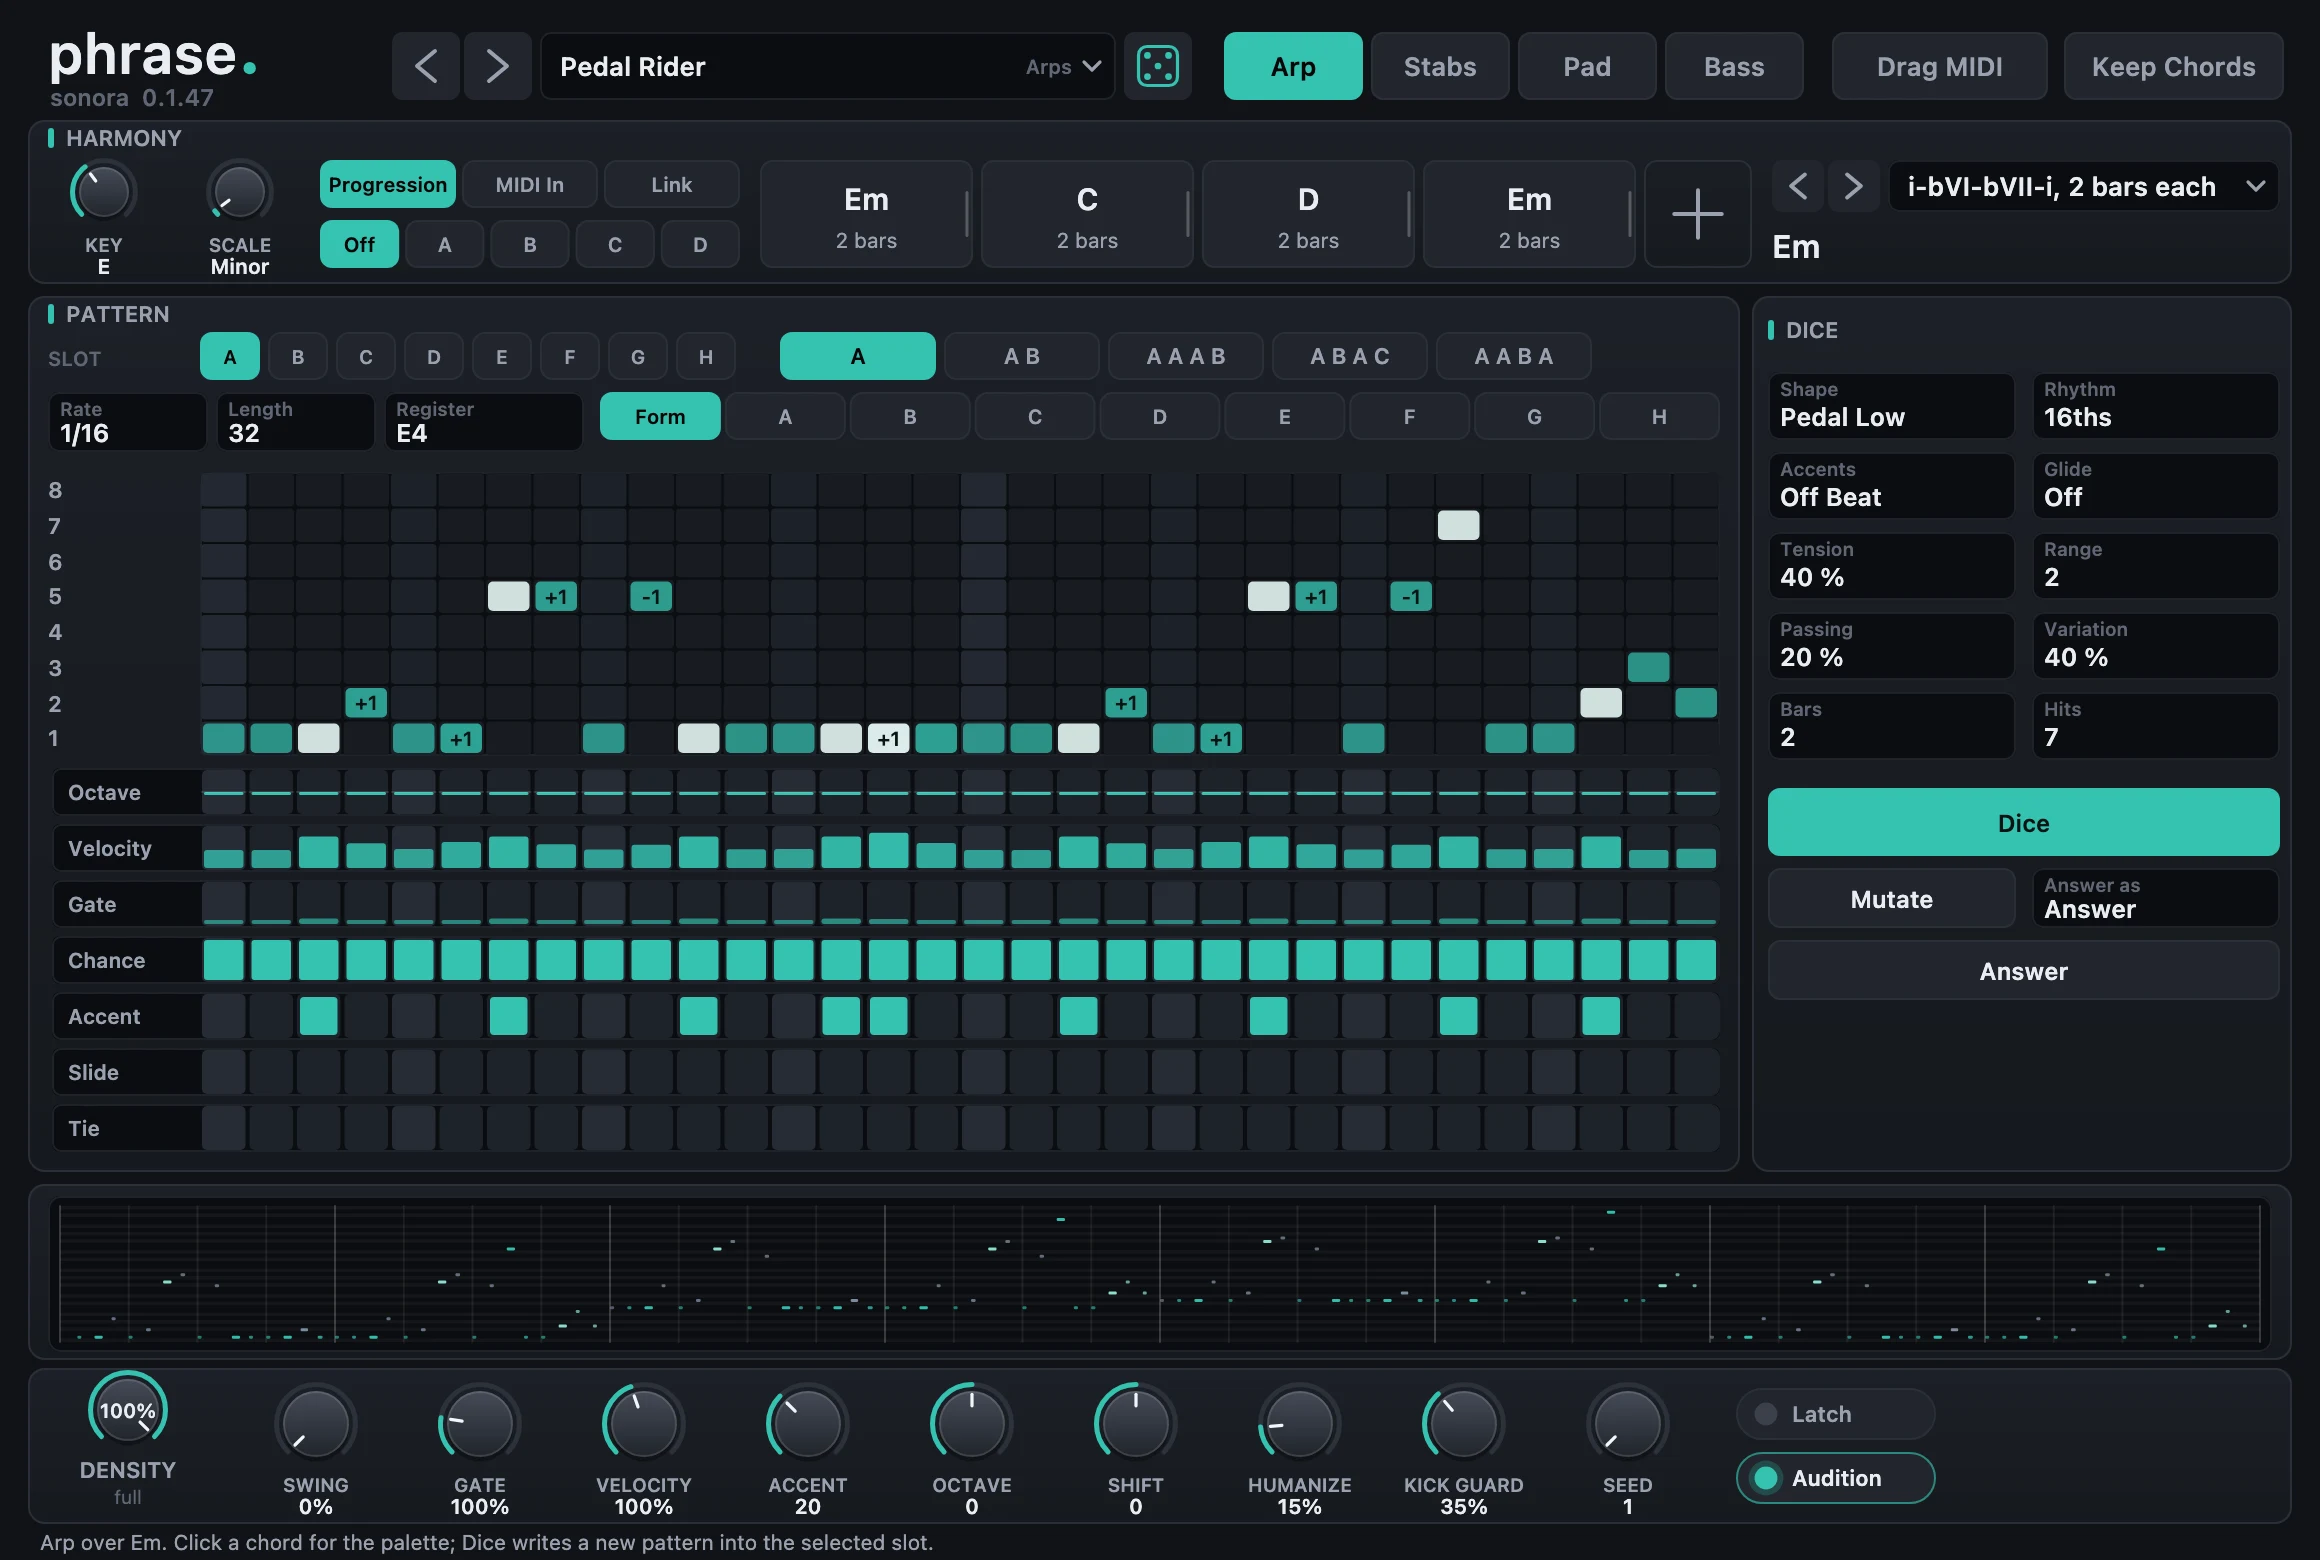 phrase.
sonora 0.1.47
Pedal Rider
Arps
Arp
Stabs
Pad
Bass
Drag MIDI
Keep Chords
HARMONY
KEY
E
SCALE
Minor
Progression
MIDI In
Link
Off
A
B
C
D
Em
2 bars
C
2 bars
D
2 bars
Em
2 bars
i-bVI-bVII-i, 2 bars each
Em
PATTERN
SLOT
A
B
C
D
E
F
G
H
A
A B
A A A B
A B A C
A A B A
Rate
1/16
Length
32
Register
E4
Form
A
B
C
D
E
F
G
H
8
7
6
5
+1
-1
+1
-1
4
3
2
+1
+1
1
+1
+1
+1
Octave
Velocity
Gate
Chance
Accent
Slide
Tie
DICE
Shape
Pedal Low
Rhythm
16ths
Accents
Off Beat
Glide
Off
Tension
40 %
Range
2
Passing
20 %
Variation
40 %
Bars
2
Hits
7
Dice
Mutate
Answer as
Answer
Answer
100%
DENSITY
full
SWING
0%
GATE
100%
VELOCITY
100%
ACCENT
20
OCTAVE
0
SHIFT
0
HUMANIZE
15%
KICK GUARD
35%
SEED
1
Latch
Audition
Arp over Em. Click a chord for the palette; Dice writes a new pattern into the selected slot.